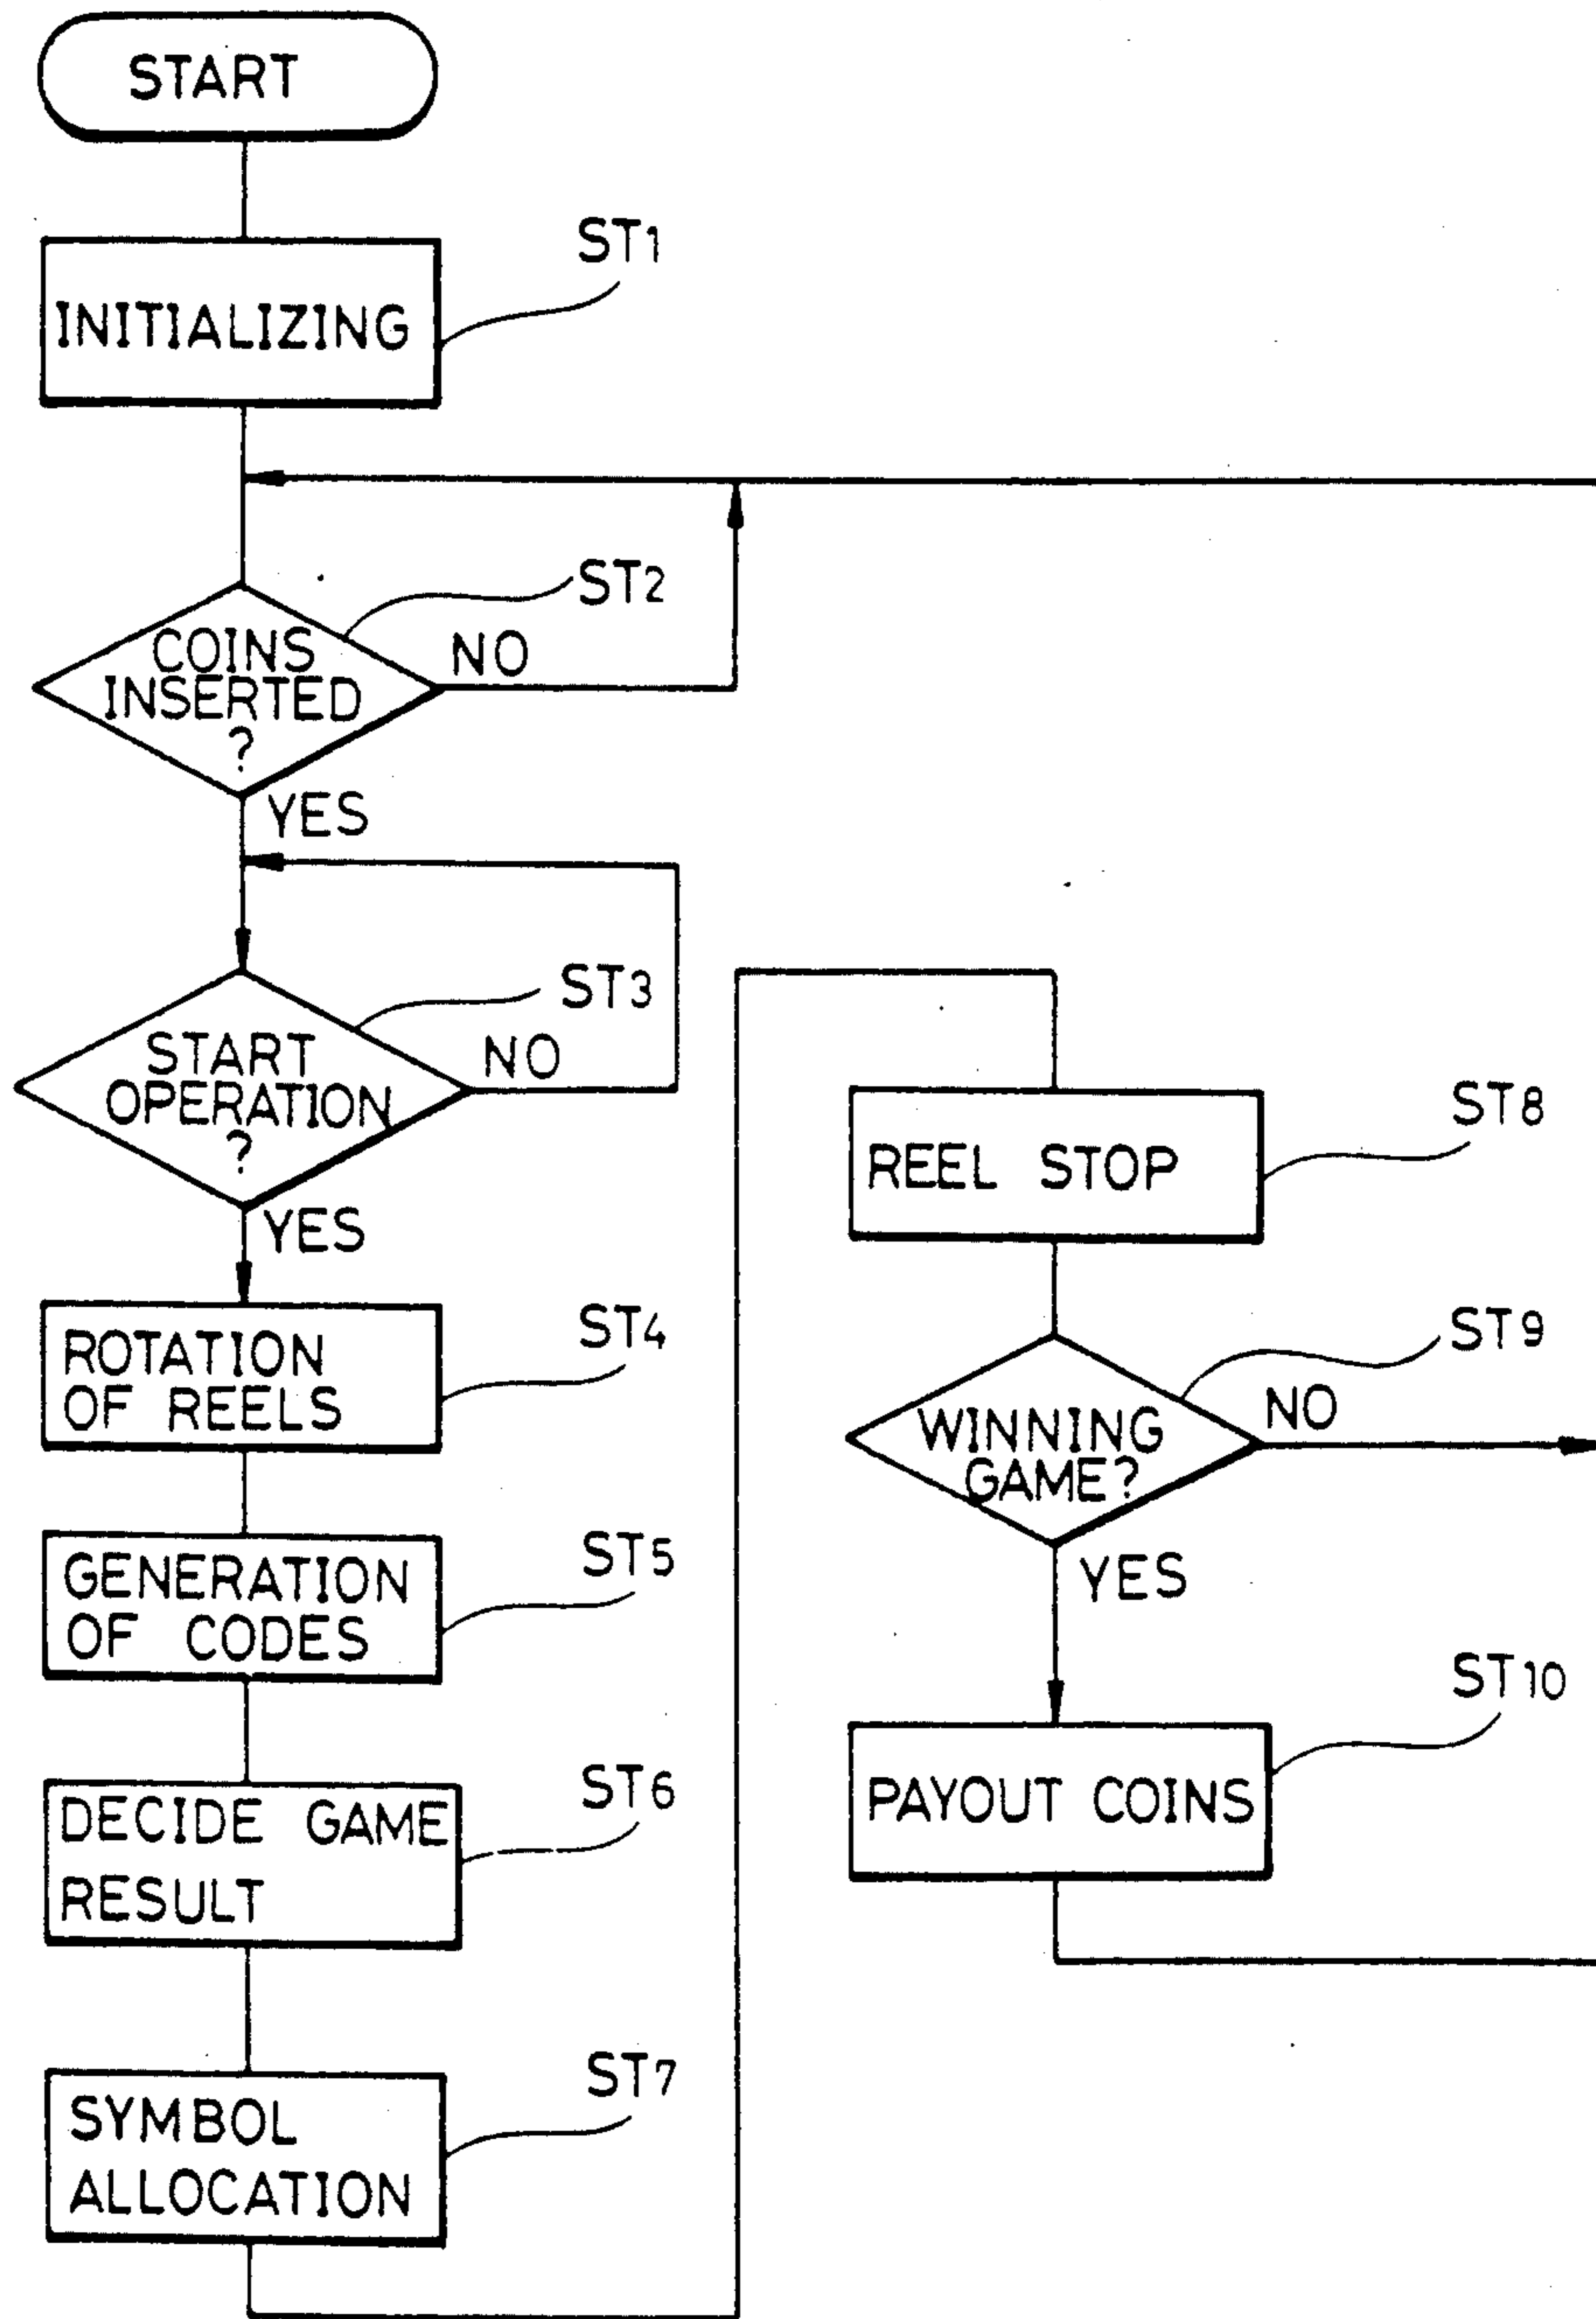 START
ST1
INITIALIZING
ST2
COINS
INSERTED
?
NO
YES
ST3
START
OPERATION
?
NO
YES
ST4
ROTATION
OF REELS
ST5
GENERATION
OF CODES
ST6
DECIDE GAME
RESULT
ST7
SYMBOL
ALLOCATION
ST8
REEL STOP
ST9
WINNING
GAME?
NO
YES
ST10
PAYOUT COINS